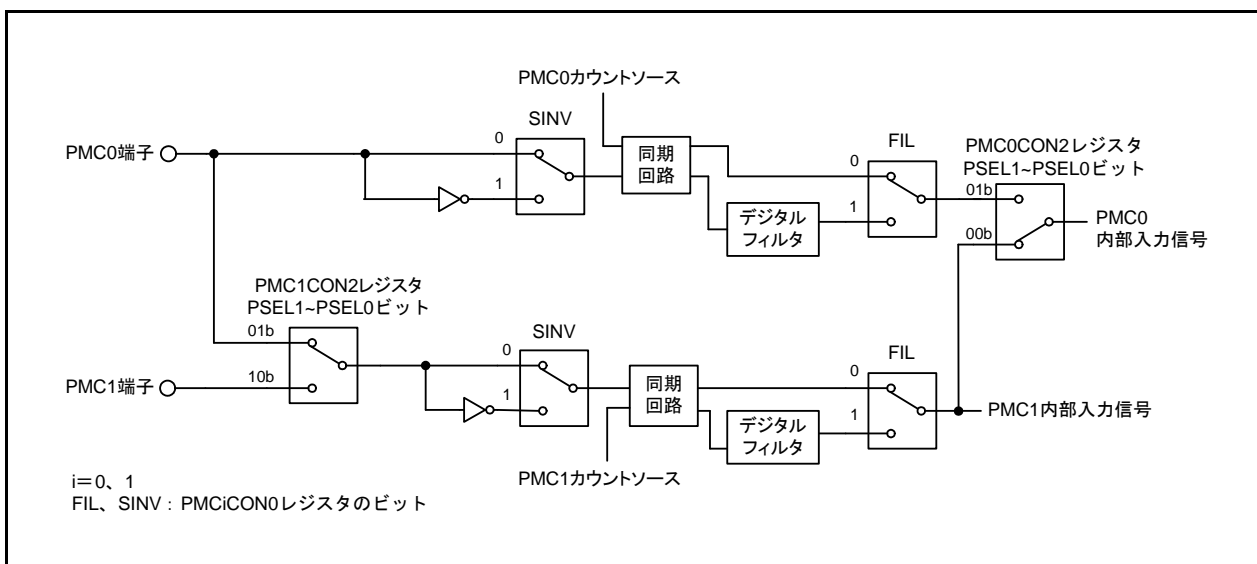 PMC0カウントソース
SINV
PMC0端子
0
1
同期
回路
デジタル
フィルタ
FIL
0
1
PMC0CON2レジスタ
PSEL1~PSEL0ビット
01b
00b
PMC0
内部入力信号
PMC1CON2レジスタ
PSEL1~PSEL0ビット
01b
10b
PMC1端子
SINV
0
1
同期
回路
デジタル
フィルタ
FIL
0
1
PMC1内部入力信号
PMC1カウントソース
i=0、1
FIL、SINV:PMCiCON0レジスタのビット